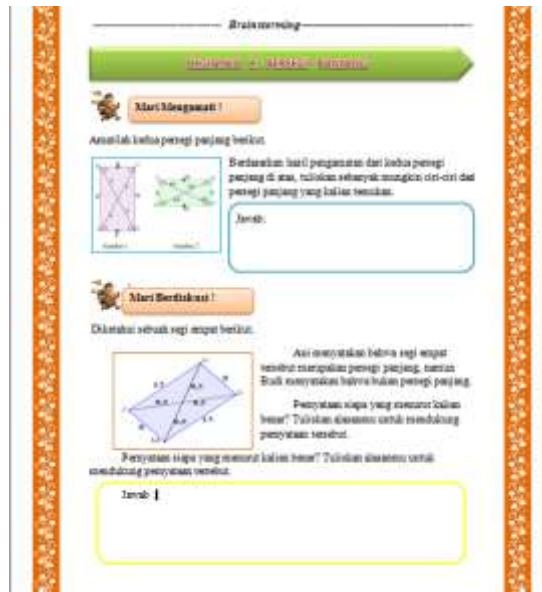 Brainstorming
Mari Mengamati !
Amatilah kedua persegi panjang berikut.
Berdasarkan hasil pengamatan dari kedua persegi
panjang di atas, tuliskan sebanyak mungkin ciri-ciri dari
persegi panjang yang kalian temukan.
Jawab:
Gambar 1
Gambar 2
Mari Berdiskusi !
Diketahui sebuah segi empat berikut.
Ani menyatakan bahwa segi empat
tersebut merupakan persegi panjang, namun
Budi menyatakan bahwa bukan persegi panjang.
Pernyataan siapa yang menurut kalian
benar? Tuliskan alasanmu untuk mendukung
pernyataan tersebut.
Pernyataan siapa yang menurut kalian benar? Tuliskan alasanmu untuk
mendukung pernyataan tersebut.
Jawab :